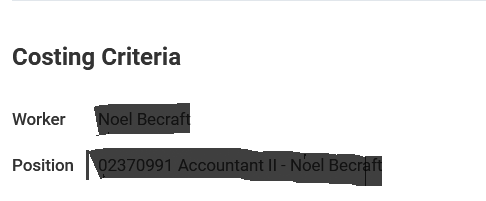 Costing Criteria
Worker Noel Becraft
Position 02370991 Accountant II - Noel Becraft